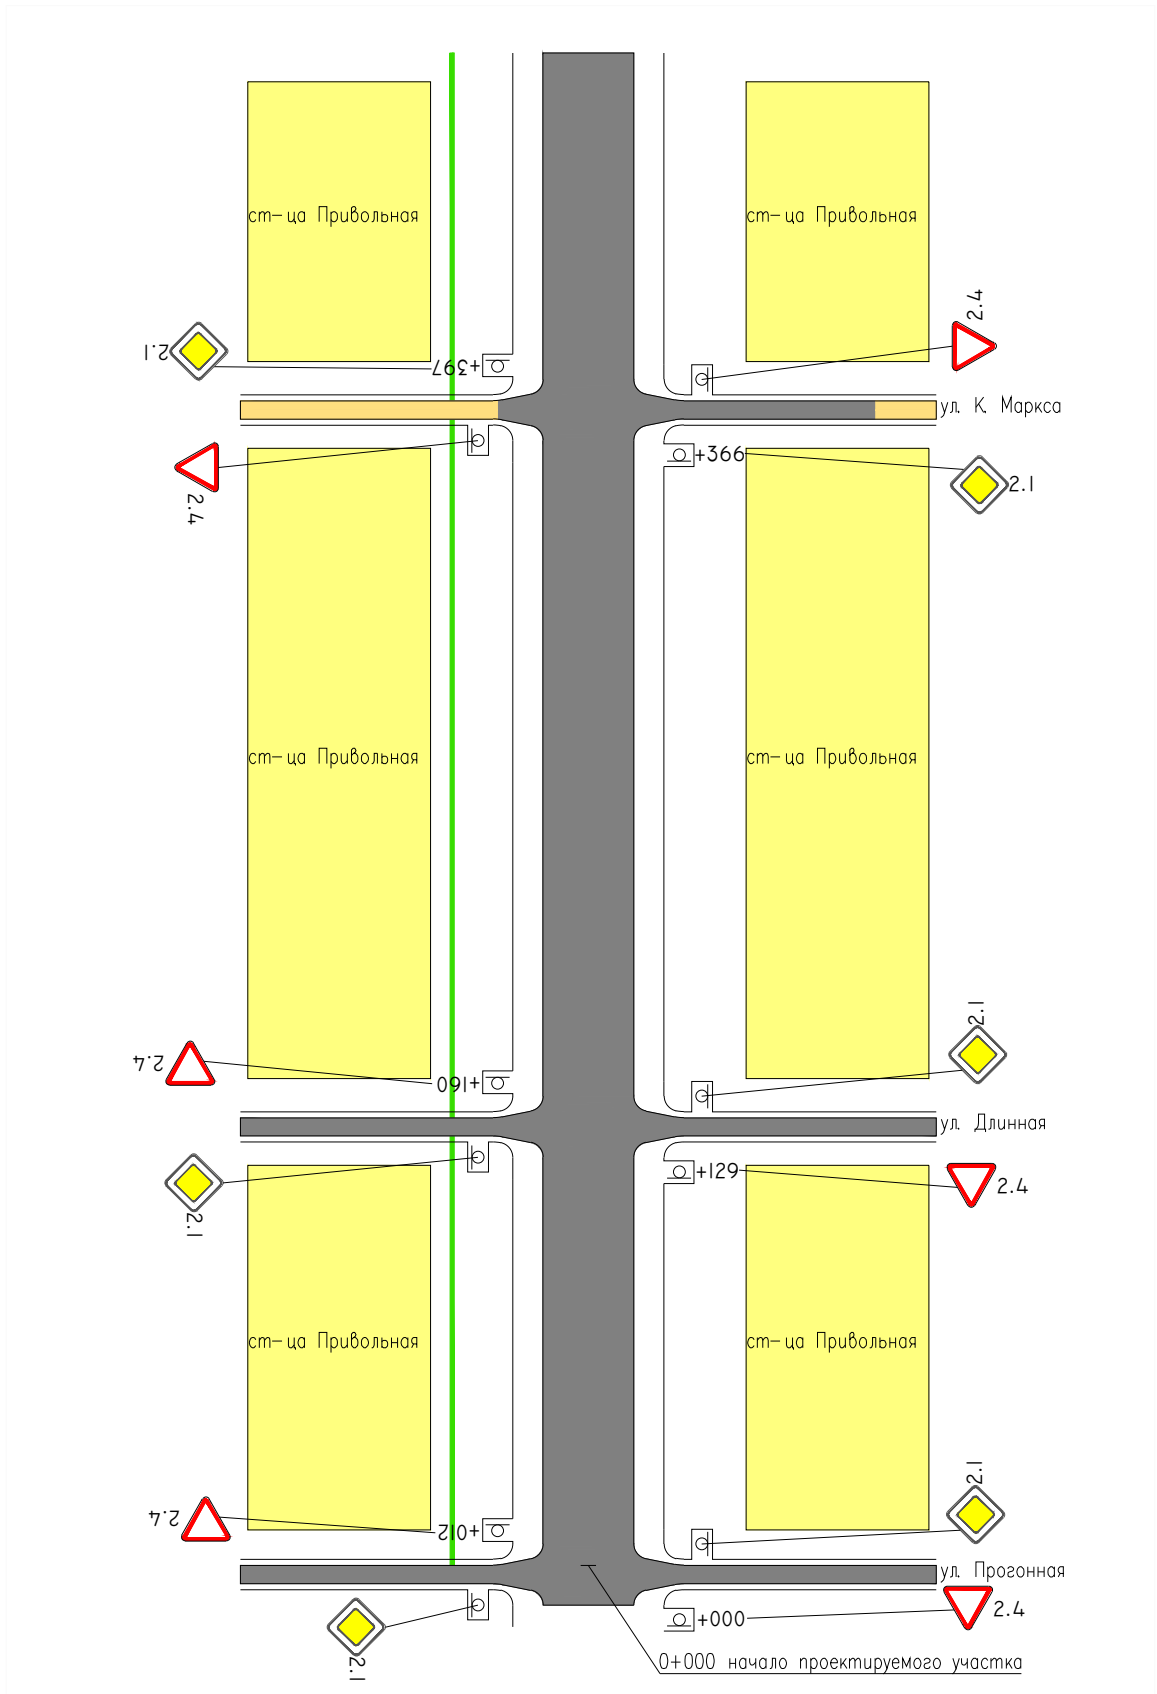 ст-ца Привольная
ст-ца Привольная
2.4
2.1
+397
ул. К. Маркса
+366
2.1
2.4
ст-ца Привольная
ст-ца Привольная
2.1
2.4
+160
ул. Длинная
+129
2.4
2.1
ст-ца Привольная
ст-ца Привольная
2.1
2.4
+012
ул. Прогонная
+000
2.4
2.1
0+000 начало проектируемого участка